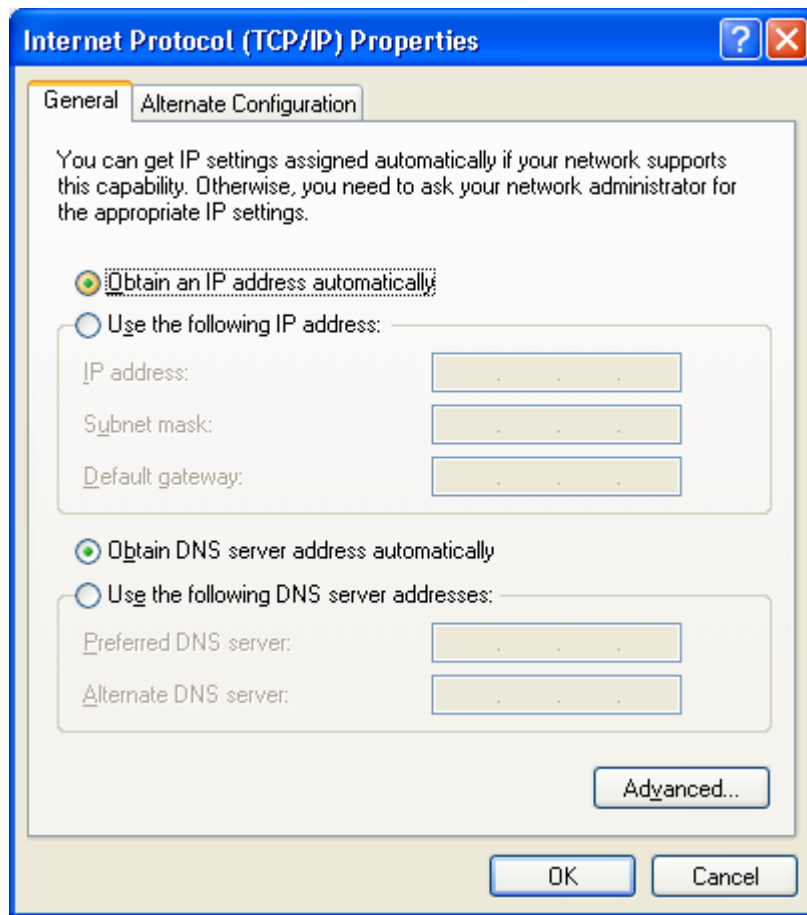 Internet Protocol (TCP/IP) Properties
General
Alternate Configuration
You can get IP settings assigned automatically if your network supports
this capability. Otherwise, you need to ask your network administrator for
the appropriate IP settings.
Obtain an IP address automatically
Use the following IP address:
IP address:
Subnet mask:
Default gateway:
Obtain DNS server address automatically
Use the following DNS server addresses:
Preferred DNS server:
Alternate DNS server:
Advanced...
OK
Cancel